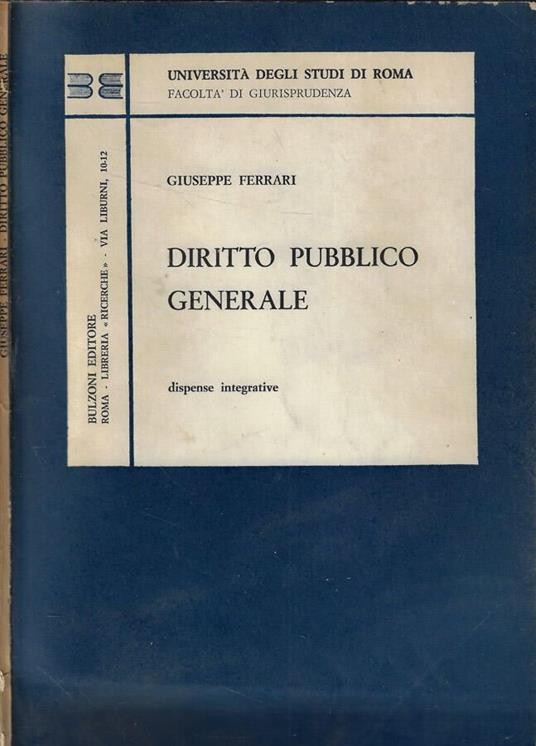 UNIVERSITÀ DEGLI STUDI DI ROMA
FACOLTA' DI GIURISPRUDENZA
GIUSEPPE FERRARI
DIRITTO PUBBLICO
GENERALE
dispense integrative
BULZONI EDITORE
ROMA - LIBRERIA « RICERCHE » - VIA LIBURNI, 10-12
GIUSEPPE FERRARI - DIRITTO PUBBLICO GENERALE
BE